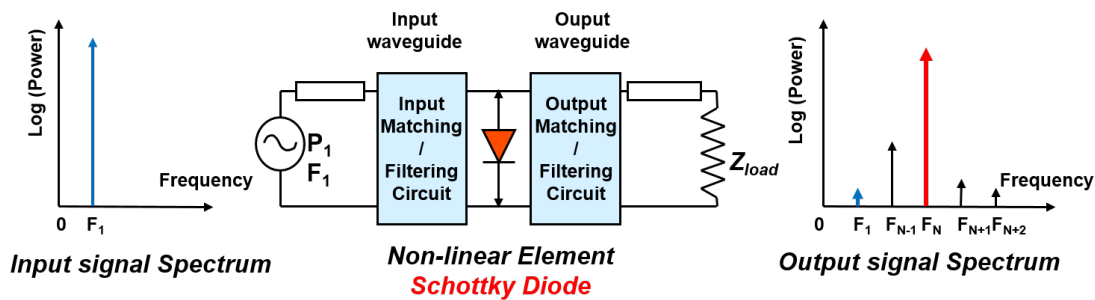 Log (Power)
Frequency
0 F₁
Input signal Spectrum
Input
waveguide
Ouput
waveguide
P₁
F₁
Input
Matching
/
Filtering
Circuit
Output
Matching
/
Filtering
Circuit
Zload
Non-linear Element
Schottky Diode
Log (Power)
Frequency
0 F₁ FN-1 FN FN+1 FN+2
Output signal Spectrum